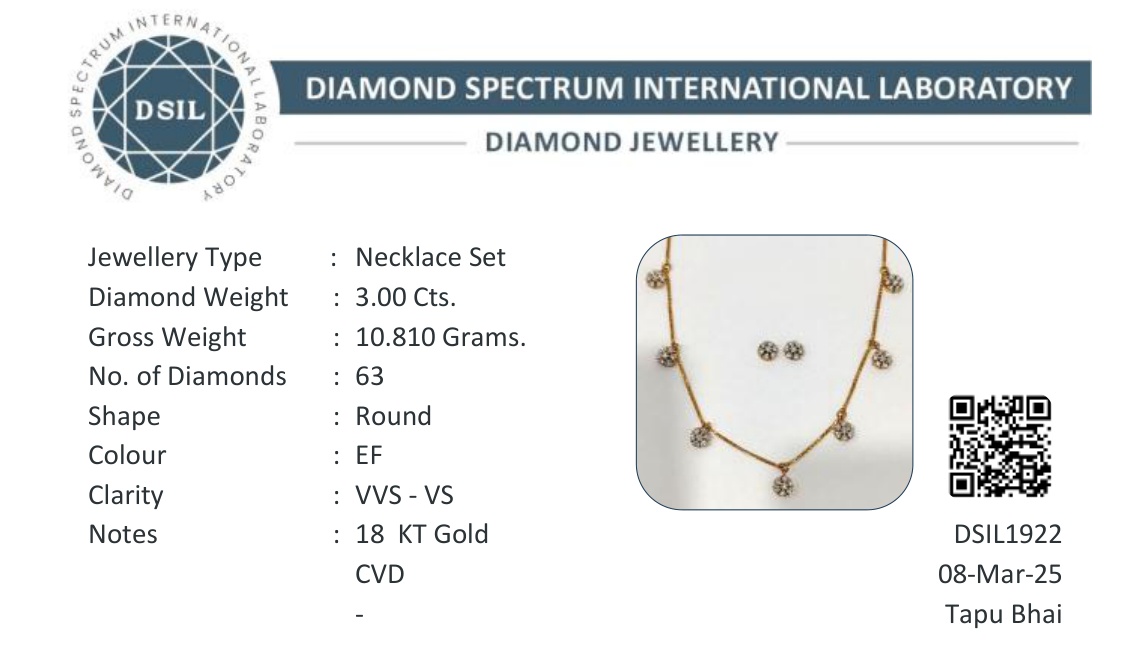 DIAMOND SPECTRUM INTERNATIONAL LABORATORY
DSIL
DIAMOND SPECTRUM INTERNATIONAL LABORATORY
DIAMOND JEWELLERY
Jewellery Type : Necklace Set
Diamond Weight : 3.00 Cts.
Gross Weight : 10.810 Grams.
No. of Diamonds : 63
Shape : Round
Colour : EF
Clarity : VVS - VS
Notes : 18 KT Gold
CVD
-
DSIL1922
08-Mar-25
Tapu Bhai